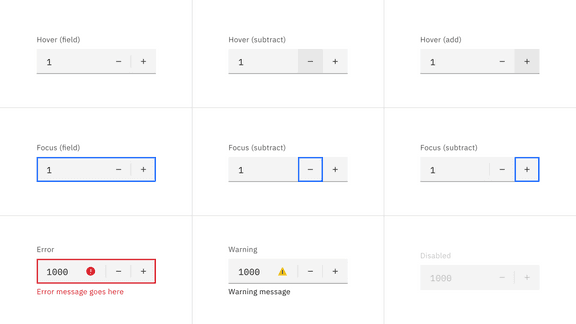 Hover (field)
1
Hover (subtract)
1
Hover (add)
1
Focus (field)
1
Focus (subtract)
1
Focus (subtract)
1
Error
1000
Error message goes here
Warning
1000
Warning message
Disabled
1000